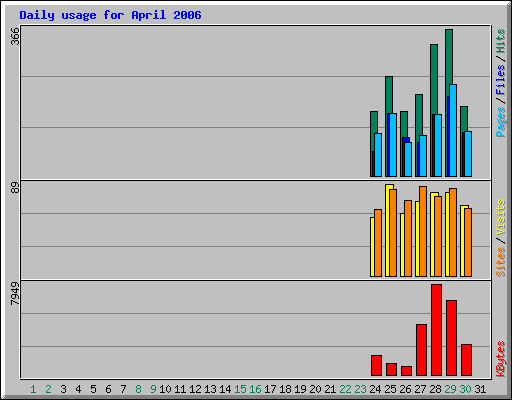 Daily usage for April 2006
366
Pages / Files / Hits
89
Sites / Visits
7949
KBytes
1 2 3 4 5 6 7 8 9 10 11 12 13 14 15 16 17 18 19 20 21 22 23 24 25 26 27 28 29 30 31